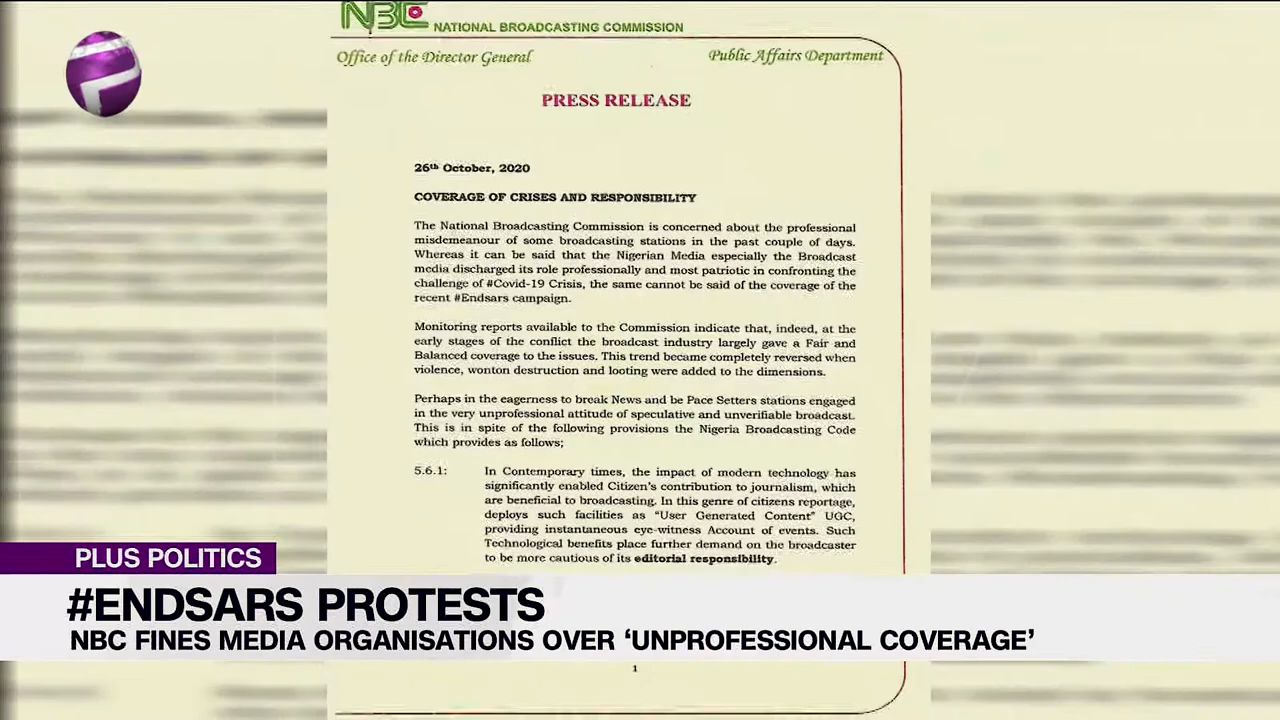 NBC NATIONAL BROADCASTING COMMISSION
Office of the Director General
Public Affairs Department
PRESS RELEASE
26th October, 2020
COVERAGE OF CRISES AND RESPONSIBILITY
The National Broadcasting Commission is concerned about the professional
misdemeanour of some broadcasting stations in the past couple of days.
Whereas it can be said that the Nigerian Media especially the Broadcast
media discharged its role professionally and most patriotic in confronting the
challenge of #Covid-19 Crisis, the same cannot be said of the coverage of the
recent #Endsars campaign.
Monitoring reports available to the Commission indicate that, indeed, at the
early stages of the conflict the broadcast industry largely gave a Fair and
Balanced coverage to the issues. This trend became completely reversed when
violence, wonton destruction and looting were added to the dimensions.
Perhaps in the eagerness to break News and be Pace Setters stations engaged
in the very unprofessional attitude of speculative and unverifiable broadcast.
This is in spite of the following provisions the Nigeria Broadcasting Code
which provides as follows;
5.6.1: In Contemporary times, the impact of modern technology has
significantly enabled Citizen's contribution to journalism, which
are beneficial to broadcasting. In this genre of citizens reportage,
deploys such facilities as "User Generated Content" UGC,
providing instantaneous eye-witness Account of events. Such
Technological benefits place further demand on the broadcaster
to be more cautious of its editorial responsibility.
PLUS POLITICS
#ENDSARS PROTESTS
NBC FINES MEDIA ORGANISATIONS OVER ‘UNPROFESSIONAL COVERAGE’
1